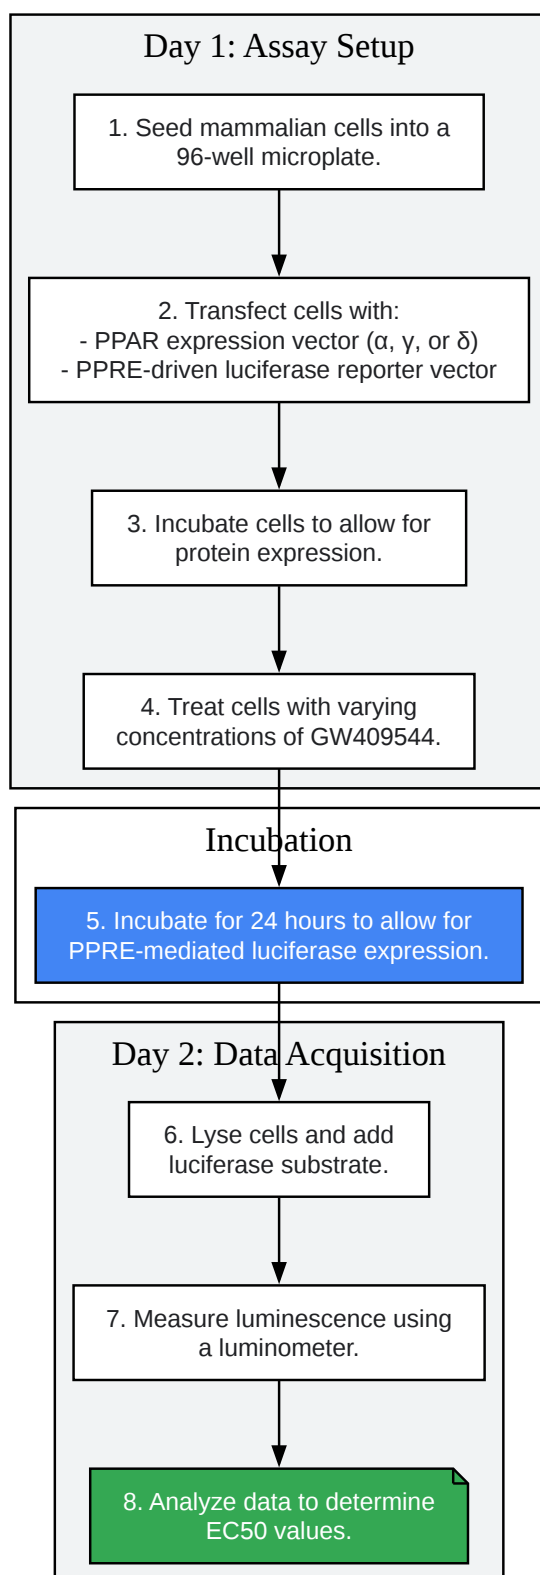 Day 1: Assay Setup
1. Seed mammalian cells into a
96-well microplate.
2. Transfect cells with:
- PPAR expression vector (α, γ, or δ)
- PPRE-driven luciferase reporter vector
3. Incubate cells to allow for
protein expression.
4. Treat cells with varying
concentrations of GW409544.
Incubation
5. Incubate for 24 hours to allow for
PPRE-mediated luciferase expression.
Day 2: Data Acquisition
6. Lyse cells and add
luciferase substrate.
7. Measure luminescence using
a luminometer.
8. Analyze data to determine
EC50 values.